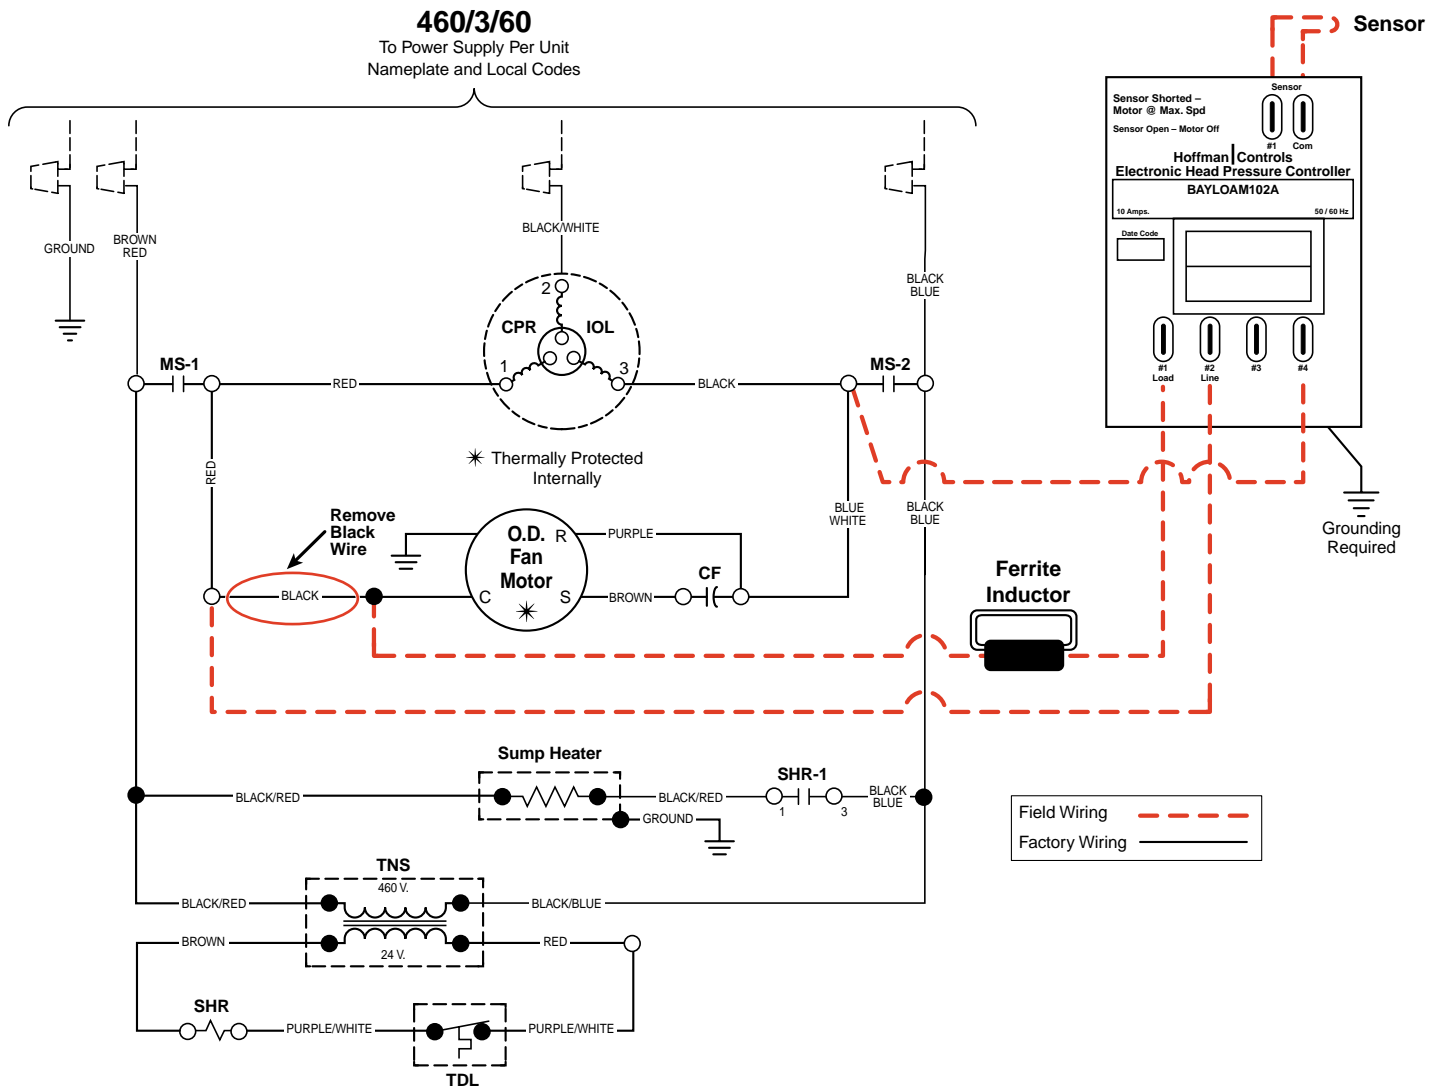 460/3/60
To Power Supply Per Unit
Nameplate and Local Codes
Sensor
Sensor
Sensor Shorted –
Motor @ Max. Spd
Sensor Open – Motor Off
#1
Com
Hoffman Controls
Electronic Head Pressure Controller
BAYLOAM102A
10 Amps.
50 / 60 Hz
Date Code
#1
Load
#2
Line
#3
#4
Grounding
Required
GROUND
BROWN
RED
BLACK/WHITE
BLACK
BLUE
2
CPR
IOL
1
3
MS-1
RED
BLACK
MS-2
✳ Thermally Protected
Internally
RED
Remove
Black
Wire
BLACK
O.D.
Fan
Motor
✳
R
C
S
PURPLE
BROWN
CF
BLUE
WHITE
BLACK
BLUE
Ferrite
Inductor
Sump Heater
BLACK/RED
BLACK/RED
GROUND
SHR-1
1
3
BLACK
BLUE
Field Wiring
Factory Wiring
TNS
460 V.
BLACK/RED
BLACK/BLUE
BROWN
RED
24 V.
SHR
PURPLE/WHITE
PURPLE/WHITE
TDL